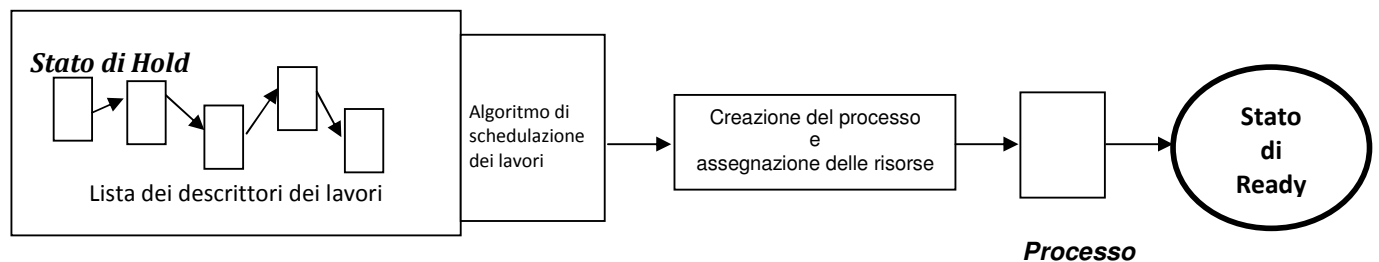 Stato di Hold
Lista dei descrittori dei lavori
Algoritmo di
schedulazione
dei lavori
Creazione del processo
e
assegnazione delle risorse
Processo
Stato
di
Ready